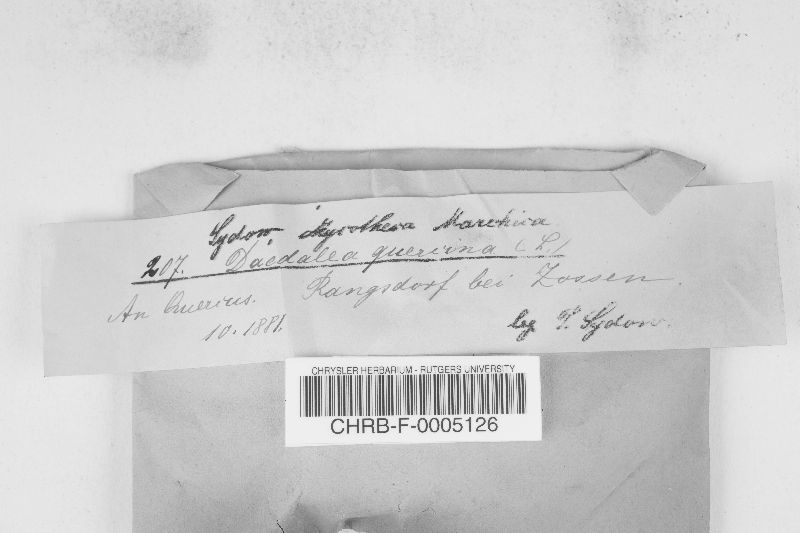 Sydow Mycotheca Marchica
207. Daedalea quercina (L.)
An Quercus. Rangsdorf bei Zossen.
10. 1881.
leg P. Sydow.
CHRYSLER HERBARIUM - RUTGERS UNIVERSITY
CHRB-F-0005126